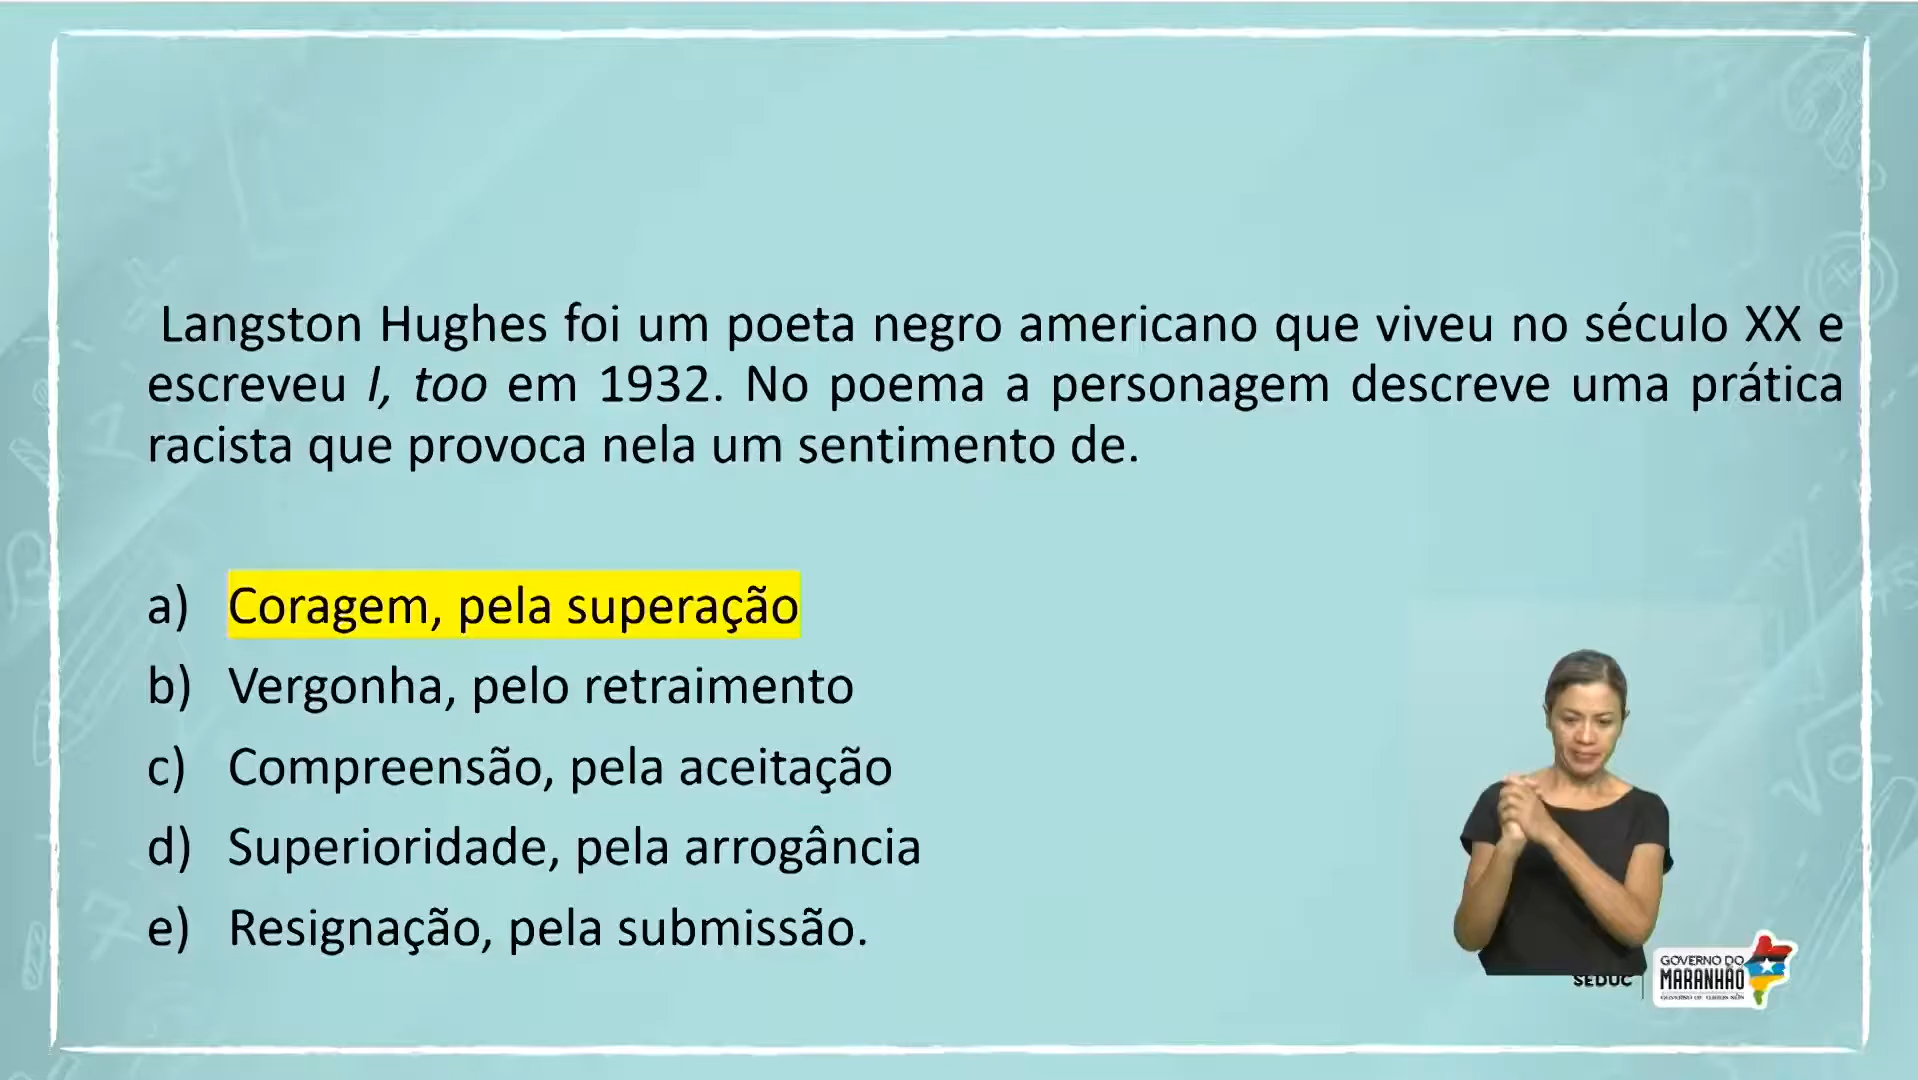 Langston Hughes foi um poeta negro americano que viveu no século XX e
escreveu I, too em 1932. No poema a personagem descreve uma prática
racista que provoca nela um sentimento de.
a) Coragem, pela superação
b) Vergonha, pelo retraimento
c) Compreensão, pela aceitação
d) Superioridade, pela arrogância
e) Resignação, pela submissão.
SEDUC
GOVERNO DO
MARANHÃO